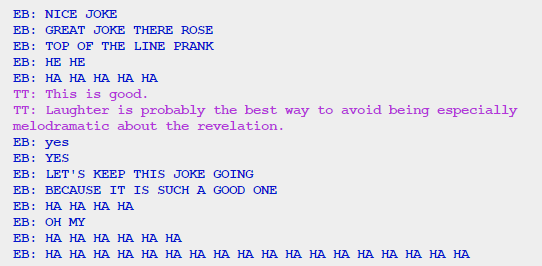 EB: NICE JOKE
EB: GREAT JOKE THERE ROSE
EB: TOP OF THE LINE PRANK
EB: HE HE
EB: HA HA HA HA HA
TT: This is good.
TT: Laughter is probably the best way to avoid being especially
melodramatic about the revelation.
EB: yes
EB: YES
EB: LET'S KEEP THIS JOKE GOING
EB: BECAUSE IT IS SUCH A GOOD ONE
EB: HA HA HA HA
EB: OH MY
EB: HA HA HA HA HA HA
EB: HA HA HA HA HA HA HA HA HA HA HA HA HA HA HA HA HA HA